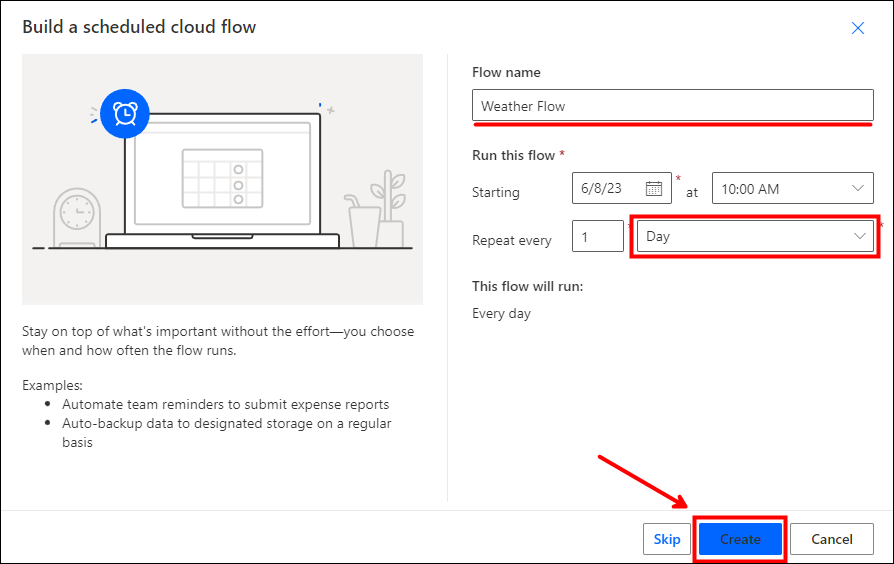 Build a scheduled cloud flow
Stay on top of what's important without the effort—you choose
when and how often the flow runs.
Examples:
• Automate team reminders to submit expense reports
• Auto-backup data to designated storage on a regular
basis
Flow name
Weather Flow
Run this flow *
Starting 6/8/23 * at 10:00 AM
Repeat every 1 * Day *
This flow will run:
Every day
Skip Create Cancel